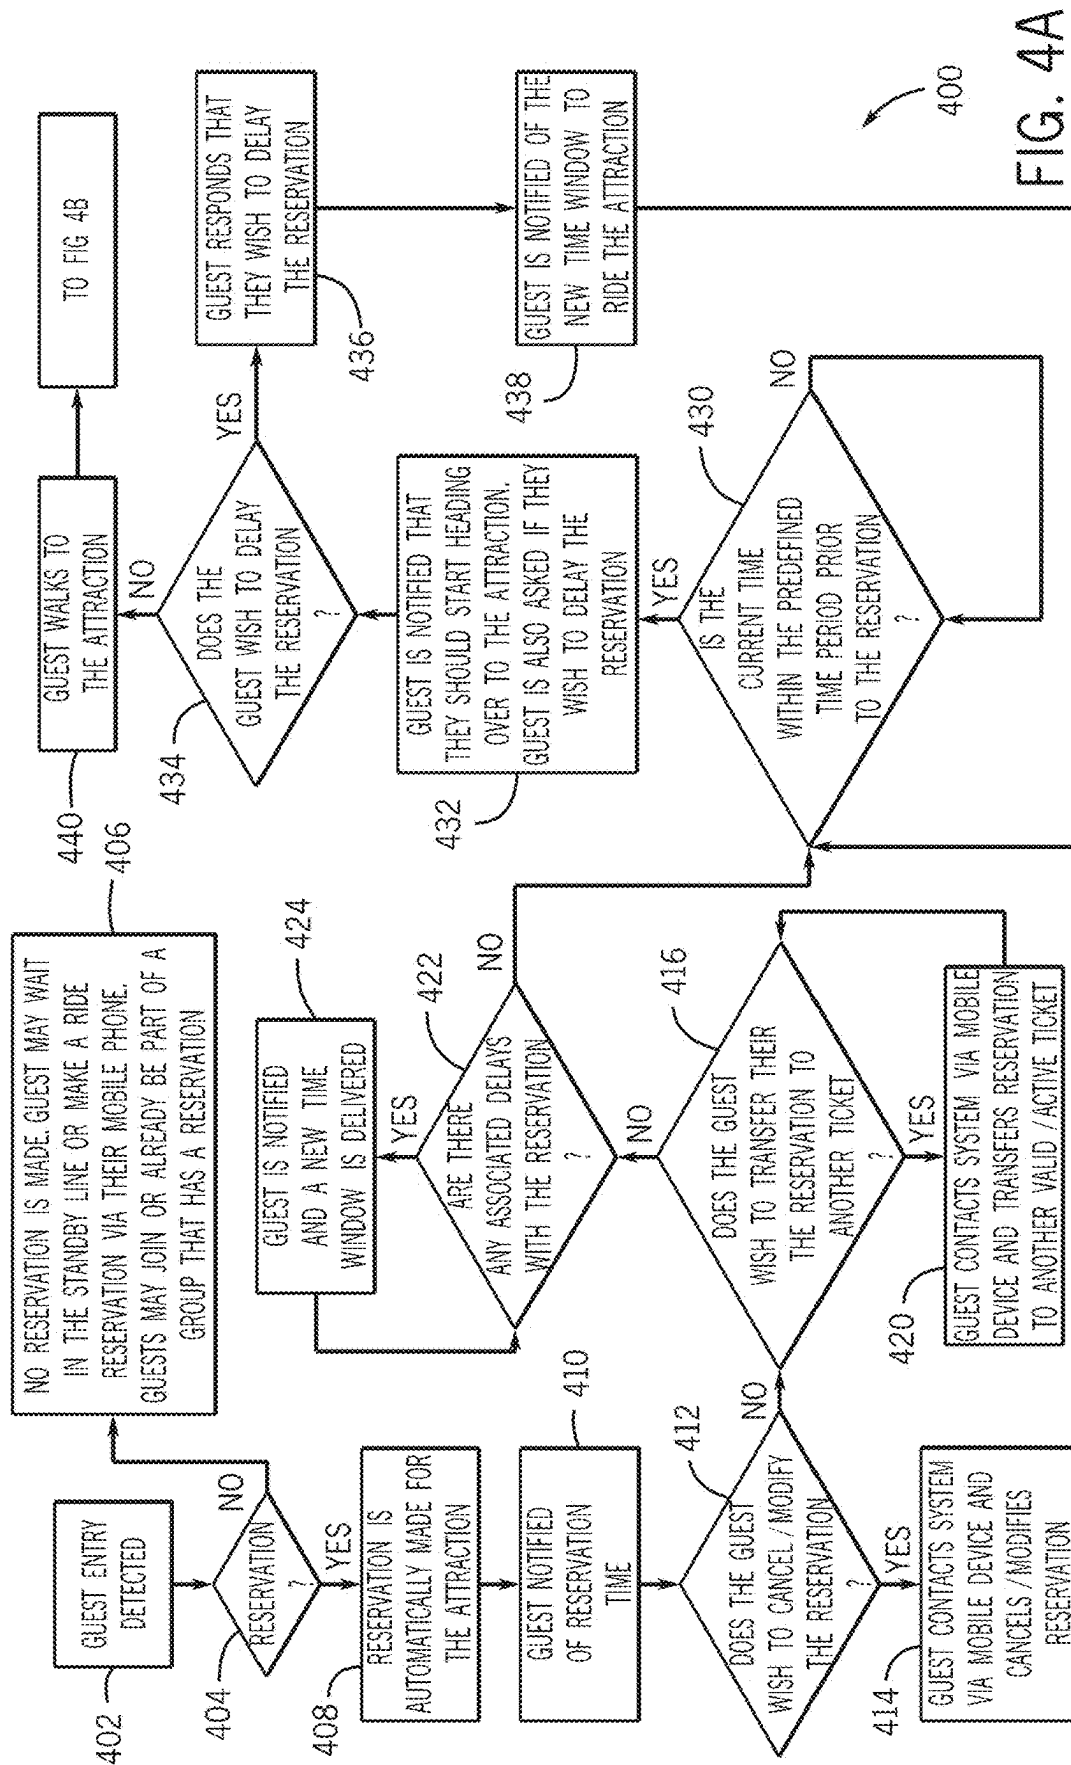 402
GUEST ENTRY
DETECTED
404
RESERVATION
?
NO
YES
406
NO RESERVATION IS MADE. GUEST MAY WAIT
IN THE STANDBY LINE OR MAKE A RIDE
RESERVATION VIA THEIR MOBILE PHONE.
GUESTS MAY JOIN OR ALREADY BE PART OF A
GROUP THAT HAS A RESERVATION
408
RESERVATION IS
AUTOMATICALLY MADE FOR
THE ATTRACTION
410
GUEST NOTIFIED
OF RESERVATION
TIME
412
DOES THE GUEST
WISH TO CANCEL/MODIFY
THE RESERVATION
?
NO
YES
414
GUEST CONTACTS SYSTEM
VIA MOBILE DEVICE AND
CANCELS/MODIFIES
RESERVATION
416
DOES THE GUEST
WISH TO TRANSFER THEIR
THE RESERVATION TO
ANOTHER TICKET
?
NO
YES
420
GUEST CONTACTS SYSTEM VIA MOBILE
DEVICE AND TRANSFERS RESERVATION
TO ANOTHER VALID/ACTIVE TICKET
422
ARE THERE
ANY ASSOCIATED DELAYS
WITH THE RESERVATION
?
YES
NO
424
GUEST IS NOTIFIED
AND A NEW TIME
WINDOW IS DELIVERED
430
IS THE
CURRENT TIME
WITHIN THE PREDEFINED
TIME PERIOD PRIOR
TO THE RESERVATION
?
YES
NO
432
GUEST IS NOTIFIED THAT
THEY SHOULD START HEADING
OVER TO THE ATTRACTION.
GUEST IS ALSO ASKED IF THEY
WISH TO DELAY THE
RESERVATION
434
DOES THE
GUEST WISH TO DELAY
THE RESERVATION
?
NO
YES
436
GUEST RESPONDS THAT
THEY WISH TO DELAY
THE RESERVATION
438
GUEST IS NOTIFIED OF THE
NEW TIME WINDOW TO
RIDE THE ATTRACTION
440
GUEST WALKS TO
THE ATTRACTION
TO FIG 4B
400
FIG. 4A